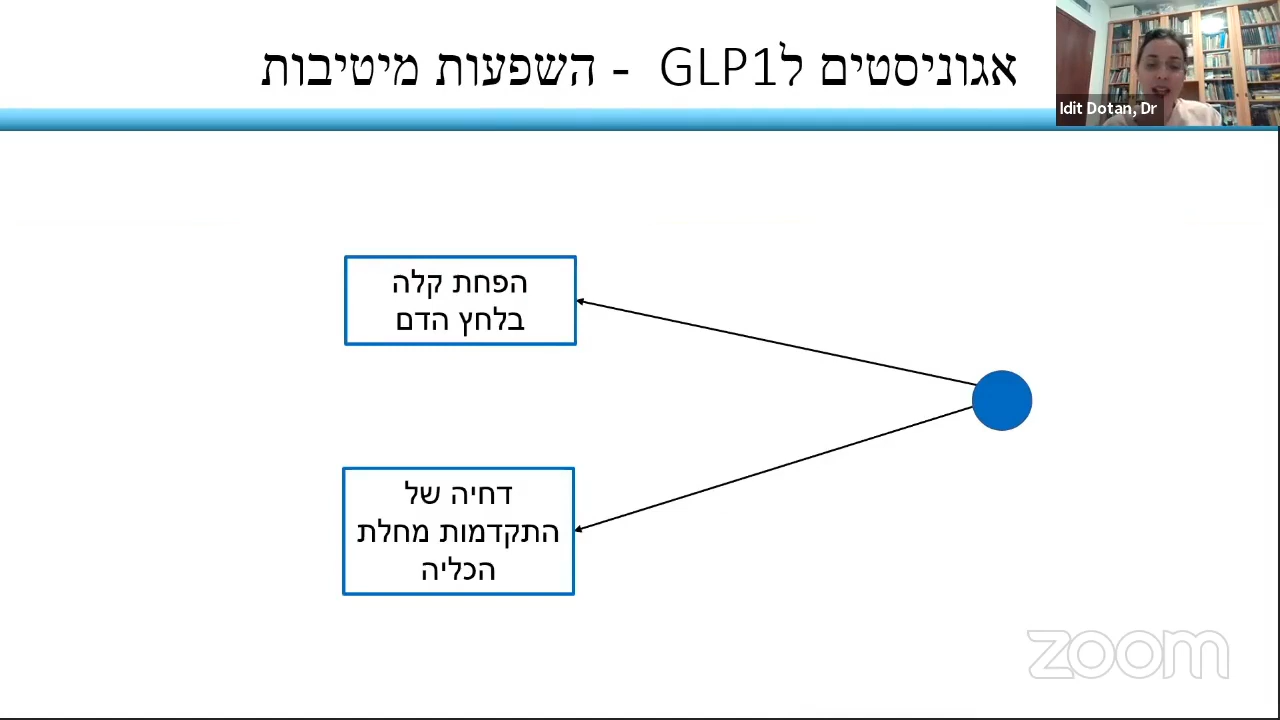 אגוניסטים לGLP1 - השפעות מיטיבות
Idit Dotan, Dr
הפחת קלה
בלחץ הדם
דחיה של
התקדמות מחלת
הכליה
zoom